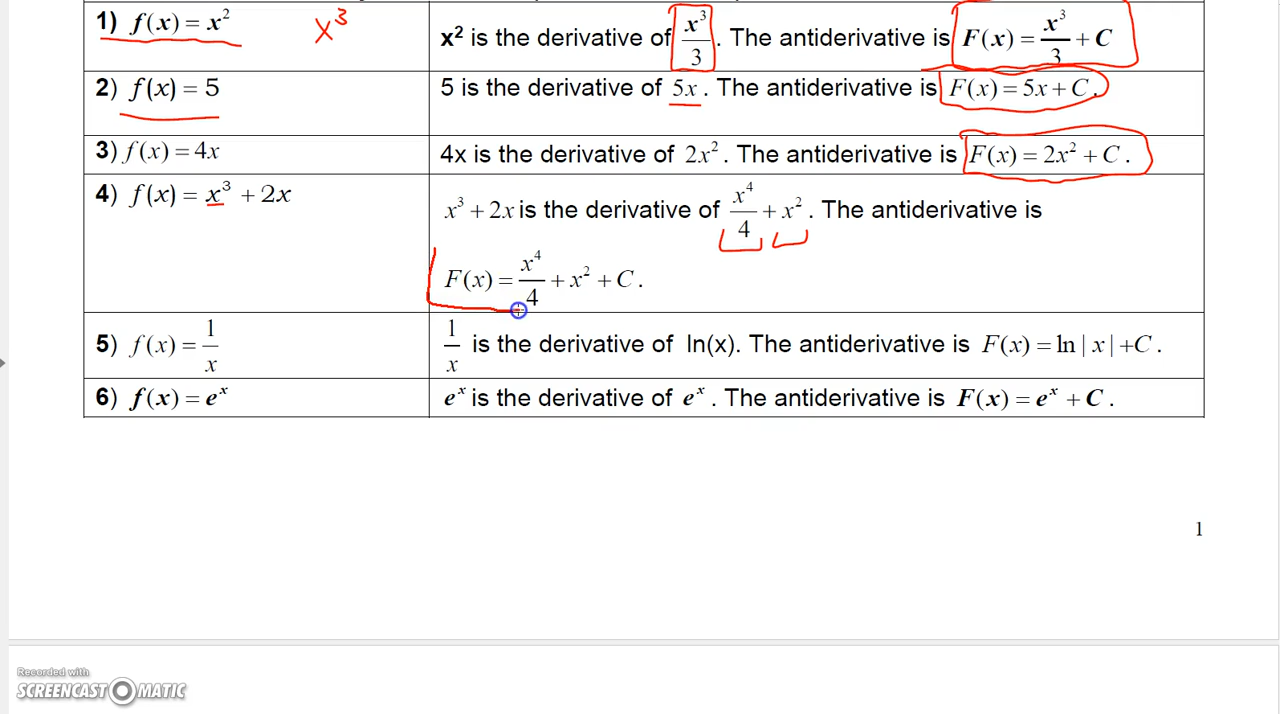 1) f(x) = x² x³
x² is the derivative of x³/3 . The antiderivative is F(x) = x³/3 + C
2) f(x) = 5
5 is the derivative of 5x . The antiderivative is F(x) = 5x + C .
3) f(x) = 4x
4x is the derivative of 2x² . The antiderivative is F(x) = 2x² + C .
4) f(x) = x³ + 2x
x³ + 2x is the derivative of x⁴/4 + x² . The antiderivative is
F(x) = x⁴/4 + x² + C .
5) f(x) = 1/x
1/x is the derivative of ln(x). The antiderivative is F(x) = ln | x | +C .
6) f(x) = eˣ
eˣ is the derivative of eˣ . The antiderivative is F(x) = eˣ + C .
1
Recorded with
SCREENCAST MATIC